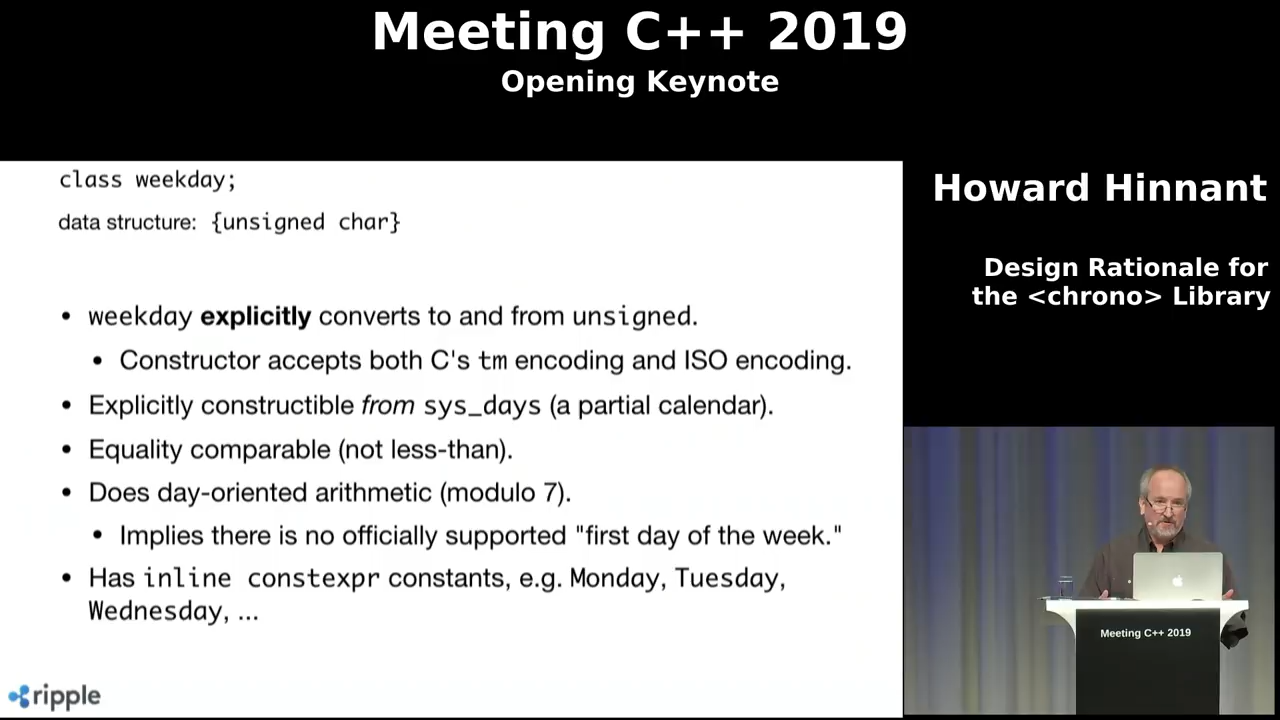 Meeting C++ 2019
Opening Keynote
class weekday;
data structure: {unsigned char}
• weekday explicitly converts to and from unsigned.
• Constructor accepts both C's tm encoding and ISO encoding.
• Explicitly constructible from sys_days (a partial calendar).
• Equality comparable (not less-than).
• Does day-oriented arithmetic (modulo 7).
• Implies there is no officially supported "first day of the week."
• Has inline constexpr constants, e.g. Monday, Tuesday,
Wednesday, ...
ripple
Howard Hinnant
Design Rationale for
the <chrono> Library
Meeting C++ 2019